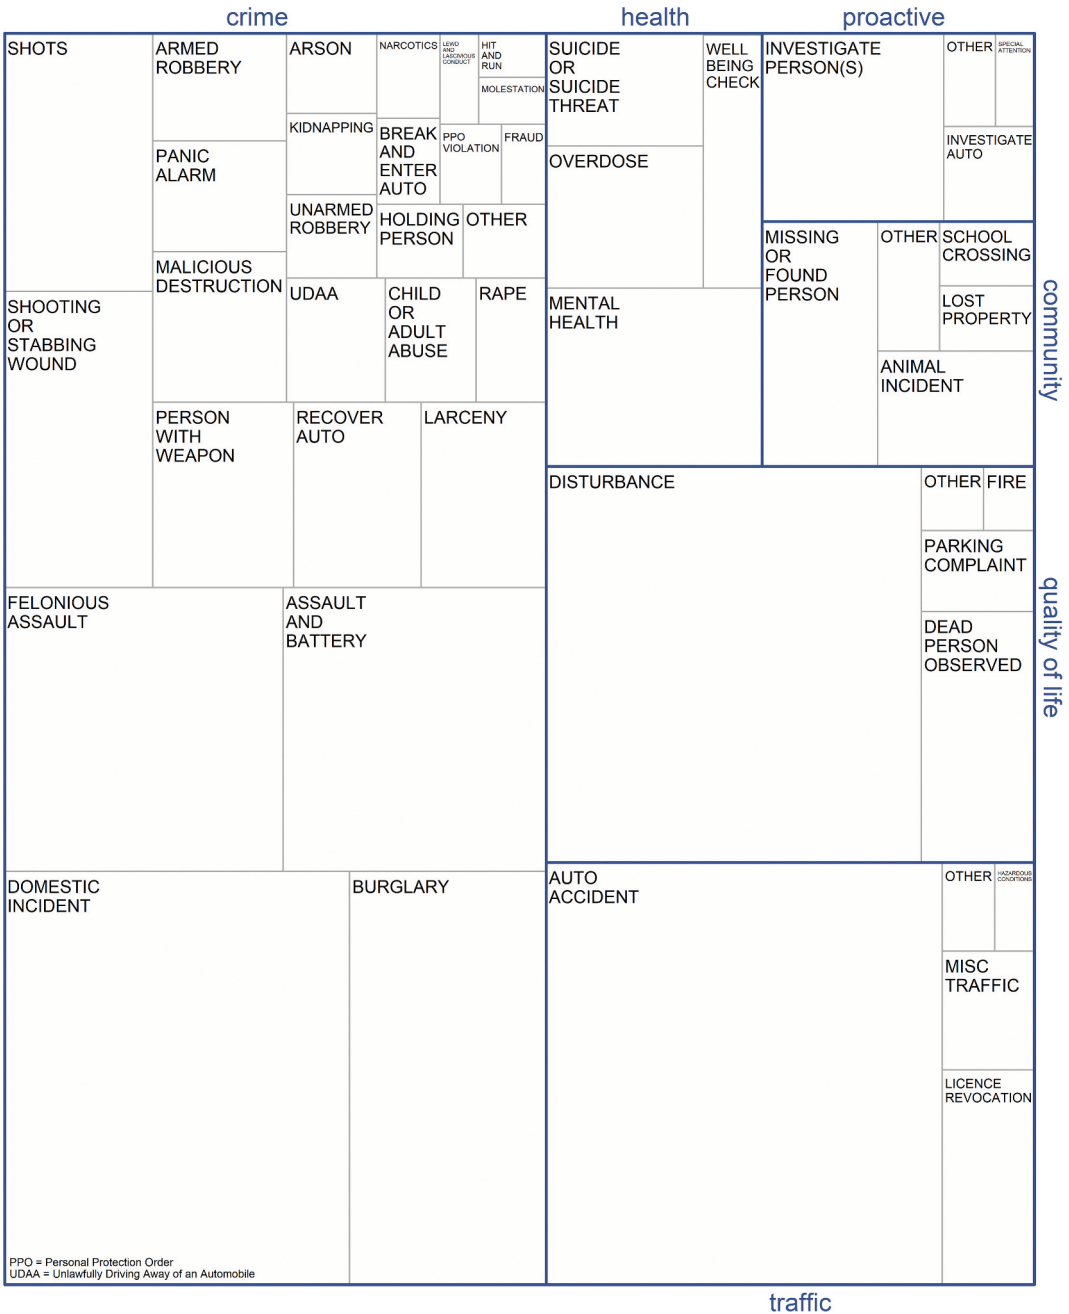 crime
health
proactive
SHOTS
ARMED
ROBBERY
ARSON
NARCOTICS
LEWD
AND
LASCIVIOUS
CONDUCT
HIT
AND
RUN
MOLESTATION
PANIC
ALARM
KIDNAPPING
BREAK
AND
ENTER
AUTO
PPO
VIOLATION
FRAUD
UNARMED
ROBBERY
HOLDING
PERSON
OTHER
MALICIOUS
DESTRUCTION
UDAA
CHILD
OR
ADULT
ABUSE
RAPE
SHOOTING
OR
STABBING
WOUND
PERSON
WITH
WEAPON
RECOVER
AUTO
LARCENY
FELONIOUS
ASSAULT
ASSAULT
AND
BATTERY
DOMESTIC
INCIDENT
BURGLARY
PPO = Personal Protection Order
UDAA = Unlawfully Driving Away of an Automobile
SUICIDE
OR
SUICIDE
THREAT
WELL
BEING
CHECK
OVERDOSE
MENTAL
HEALTH
INVESTIGATE
PERSON(S)
OTHER
SPECIAL
ATTENTION
INVESTIGATE
AUTO
MISSING
OR
FOUND
PERSON
OTHER
SCHOOL
CROSSING
LOST
PROPERTY
ANIMAL
INCIDENT
community
DISTURBANCE
OTHER
FIRE
PARKING
COMPLAINT
DEAD
PERSON
OBSERVED
quality of life
AUTO
ACCIDENT
OTHER
HAZARDOUS
CONDITIONS
MISC
TRAFFIC
LICENCE
REVOCATION
traffic